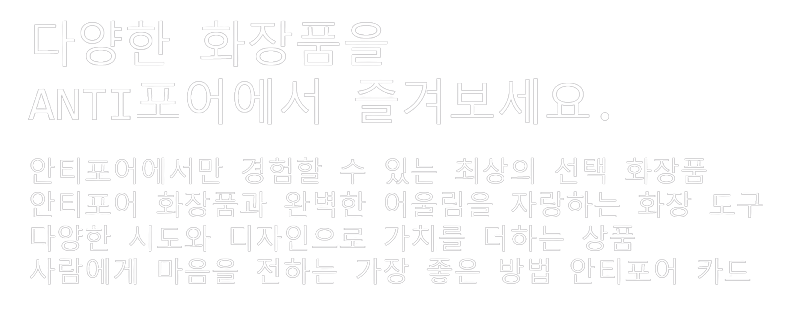 다양한 화장품을
ANTI포어에서 즐겨보세요.
안티포어에서만 경험할 수 있는 최상의 선택 화장품
안티포어 화장품과 완벽한 어울림을 자랑하는 화장 도구
다양한 시도와 디자인으로 가치를 더하는 상품
사람에게 마음을 전하는 가장 좋은 방법 안티포어 카드